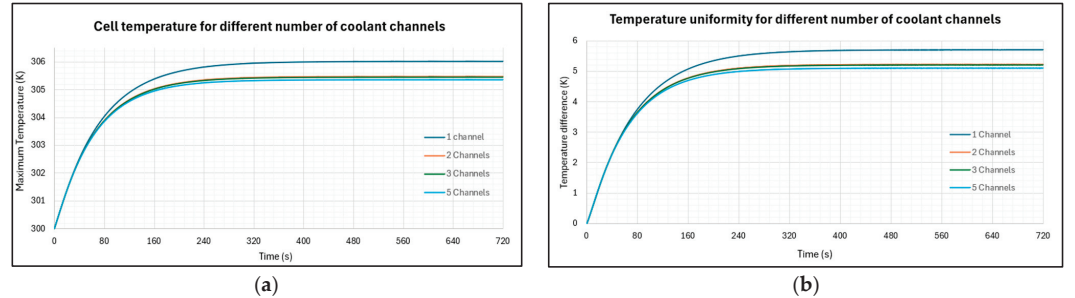 Cell temperature for different number of coolant channels
Maximum Temperature (K)
306
305
304
303
302
301
300
0 80 160 240 320 400 480 560 640 720
Time (s)
1 channel
2 Channels
3 Channels
5 Channels
(a)
Temperature uniformity for different number of coolant channels
Temperature difference (K)
6
5
4
3
2
1
0
0 80 160 240 320 400 480 560 640 720
Time (s)
1 Channel
2 Channels
3 Channels
5 Channels
(b)